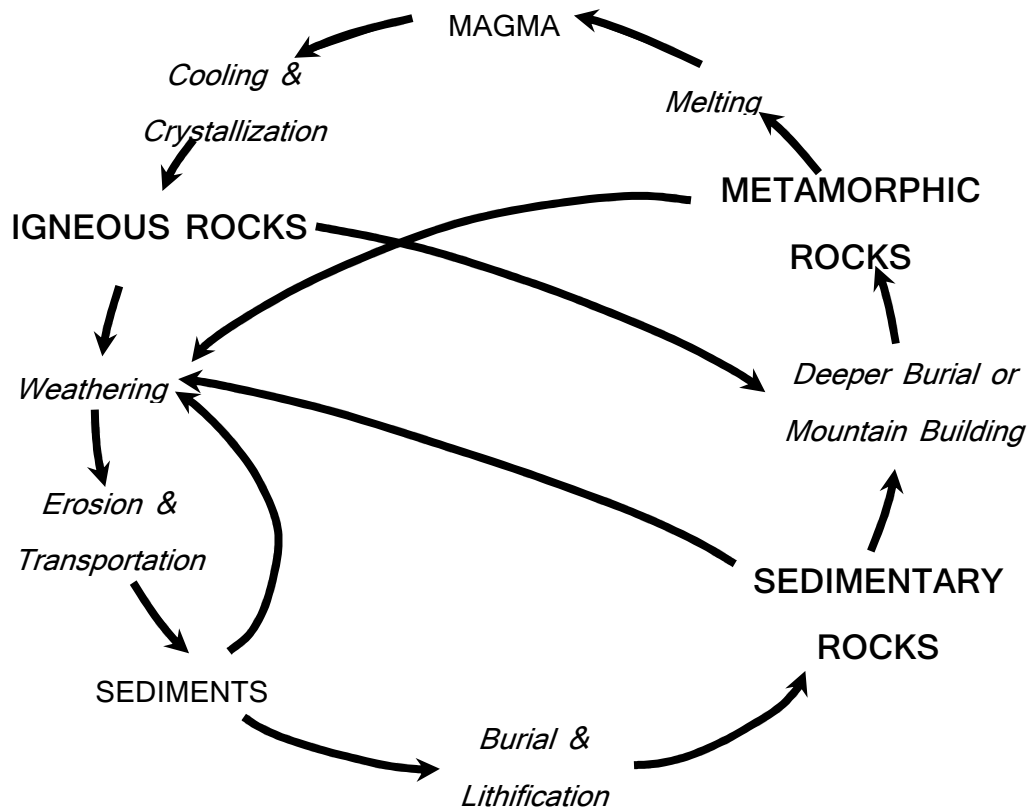 MAGMA
Cooling &
Crystallization
Melting
METAMORPHIC
ROCKS
IGNEOUS ROCKS
Weathering
Deeper Burial or
Mountain Building
Erosion &
Transportation
SEDIMENTARY
ROCKS
SEDIMENTS
Burial &
Lithification